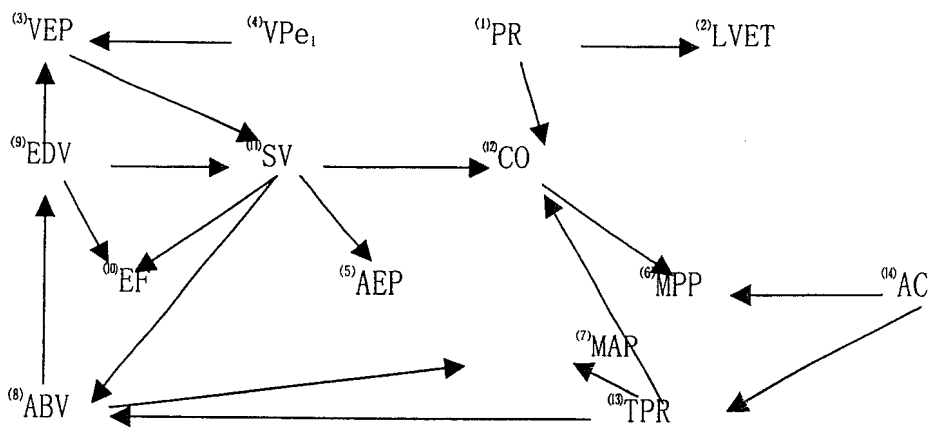 (3)VEP (4)VPe1 (1)PR (2)LVET
(9)EDV (11)SV (12)CO
(10)EF (5)AEP (6)MPP (14)AC
(7)MAP
(8)ABV (13)TPR